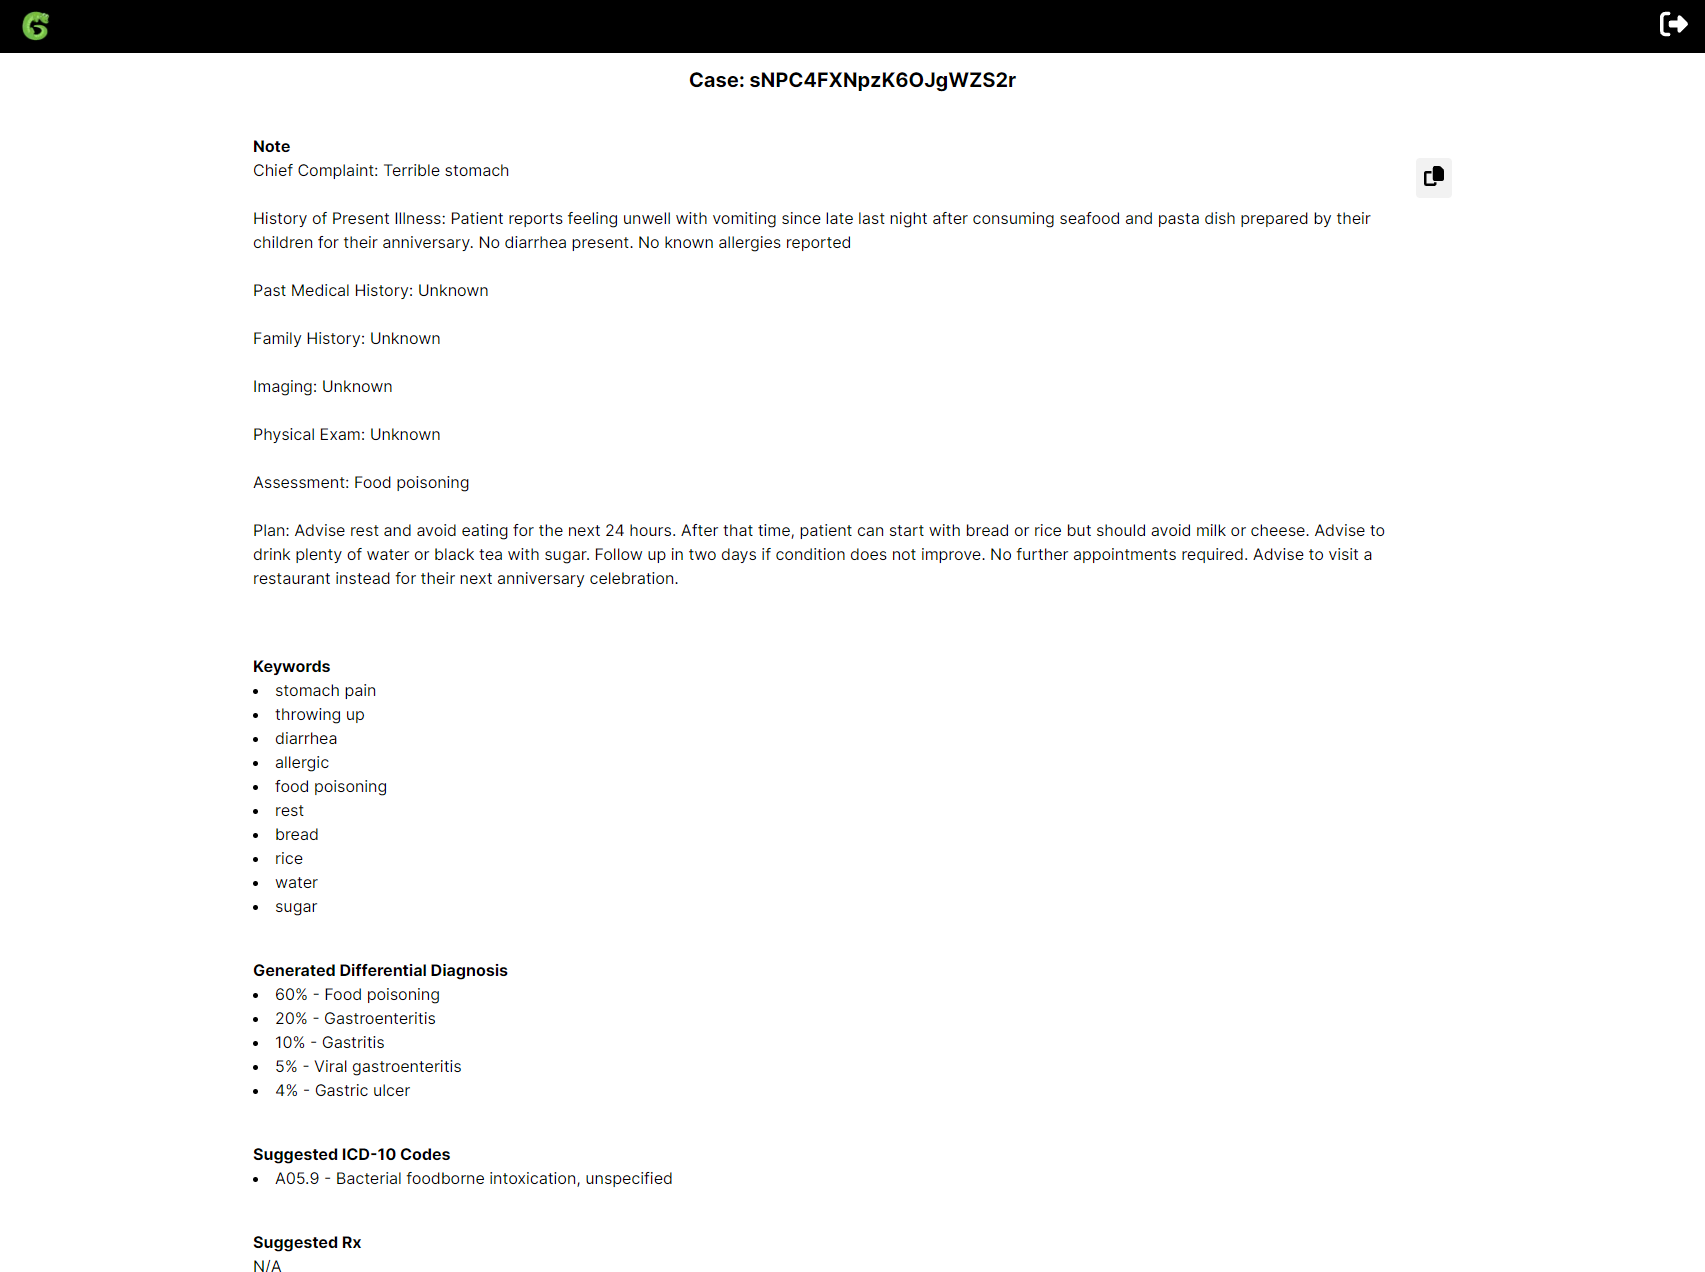 Case: sNPC4FXNpzK6OJgWZS2r
Note
Chief Complaint: Terrible stomach
History of Present Illness: Patient reports feeling unwell with vomiting since late last night after consuming seafood and pasta dish prepared by their
children for their anniversary. No diarrhea present. No known allergies reported
Past Medical History: Unknown
Family History: Unknown
Imaging: Unknown
Physical Exam: Unknown
Assessment: Food poisoning
Plan: Advise rest and avoid eating for the next 24 hours. After that time, patient can start with bread or rice but should avoid milk or cheese. Advise to
drink plenty of water or black tea with sugar. Follow up in two days if condition does not improve. No further appointments required. Advise to visit a
restaurant instead for their next anniversary celebration.
Keywords
• stomach pain
• throwing up
• diarrhea
• allergic
• food poisoning
• rest
• bread
• rice
• water
• sugar
Generated Differential Diagnosis
• 60% - Food poisoning
• 20% - Gastroenteritis
• 10% - Gastritis
• 5% - Viral gastroenteritis
• 4% - Gastric ulcer
Suggested ICD-10 Codes
• A05.9 - Bacterial foodborne intoxication, unspecified
Suggested Rx
N/A